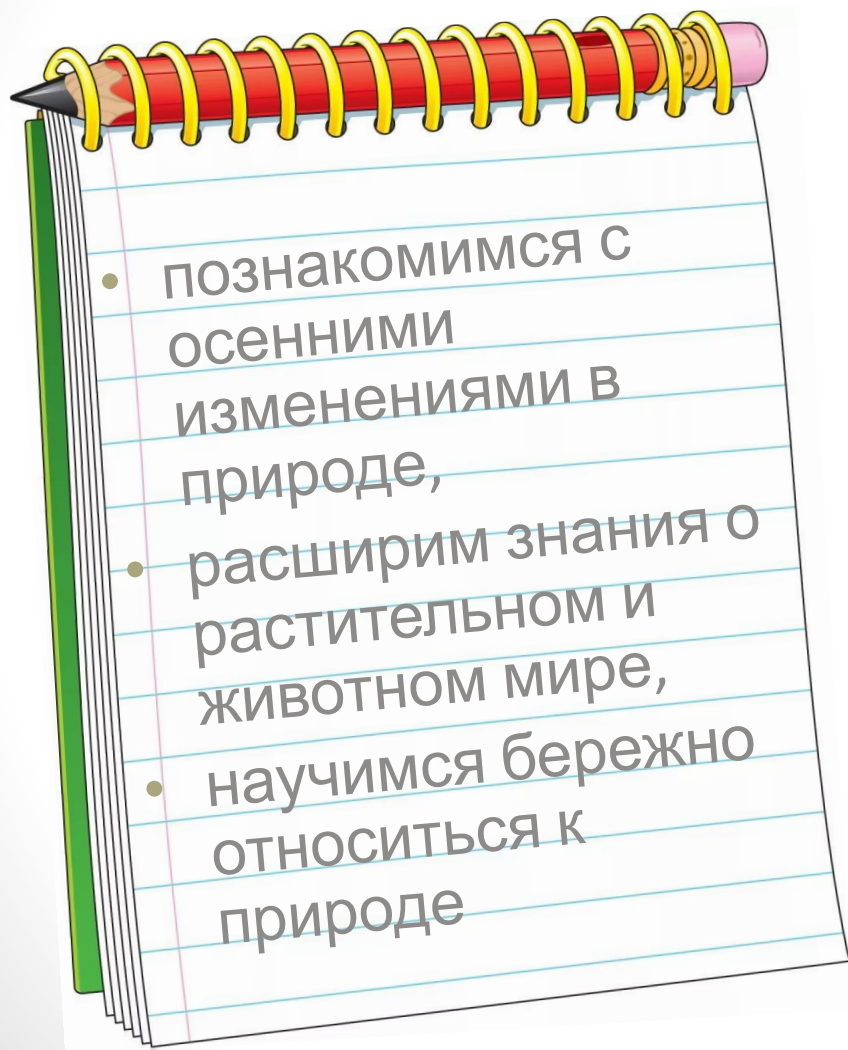 • познакомимся с
осенними
изменениями в
природе,
• расширим знания о
растительном и
животном мире,
• научимся бережно
относиться к
природе